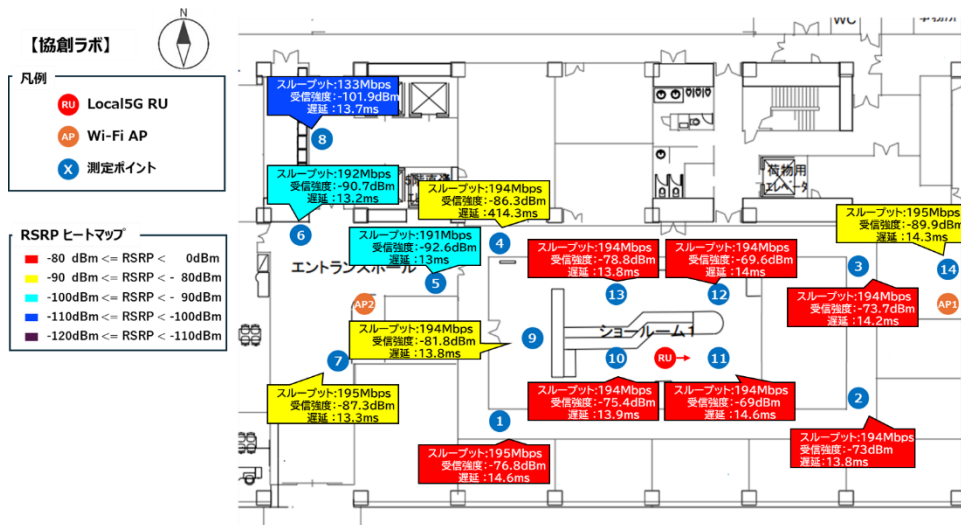 【協創ラボ】
N
凡例
RU Local5G RU
AP Wi-Fi AP
X 測定ポイント
RSRP ヒートマップ
-80 dBm <= RSRP < 0dBm
-90 dBm <= RSRP < - 80dBm
-100dBm <= RSRP < - 90dBm
-110dBm <= RSRP < -100dBm
-120dBm <= RSRP < -110dBm
WC
事務所
スループット:133Mbps
受信強度:-101.9dBm
遅延:13.7ms
8
荷物用
エレベータ
スループット:192Mbps
受信強度:-90.7dBm
遅延:13.2ms
6
スループット:194Mbps
受信強度:-86.3dBm
遅延:414.3ms
4
スループット:195Mbps
受信強度:-89.9dBm
遅延:14.3ms
14
スループット:191Mbps
受信強度:-92.6dBm
遅延:13ms
5
エントランスホール
スループット:194Mbps
受信強度:-78.8dBm
遅延:13.8ms
13
スループット:194Mbps
受信強度:-69.6dBm
遅延:14ms
12
3
スループット:194Mbps
受信強度:-73.7dBm
遅延:14.2ms
AP2
AP1
スループット:194Mbps
受信強度:-81.8dBm
遅延:13.8ms
9
ショールーム1
10
RU
11
7
スループット:195Mbps
受信強度:-87.3dBm
遅延:13.3ms
スループット:194Mbps
受信強度:-75.4dBm
遅延:13.9ms
スループット:194Mbps
受信強度:-69dBm
遅延:14.6ms
2
スループット:194Mbps
受信強度:-73dBm
遅延:13.8ms
1
スループット:195Mbps
受信強度:-76.8dBm
遅延:14.6ms